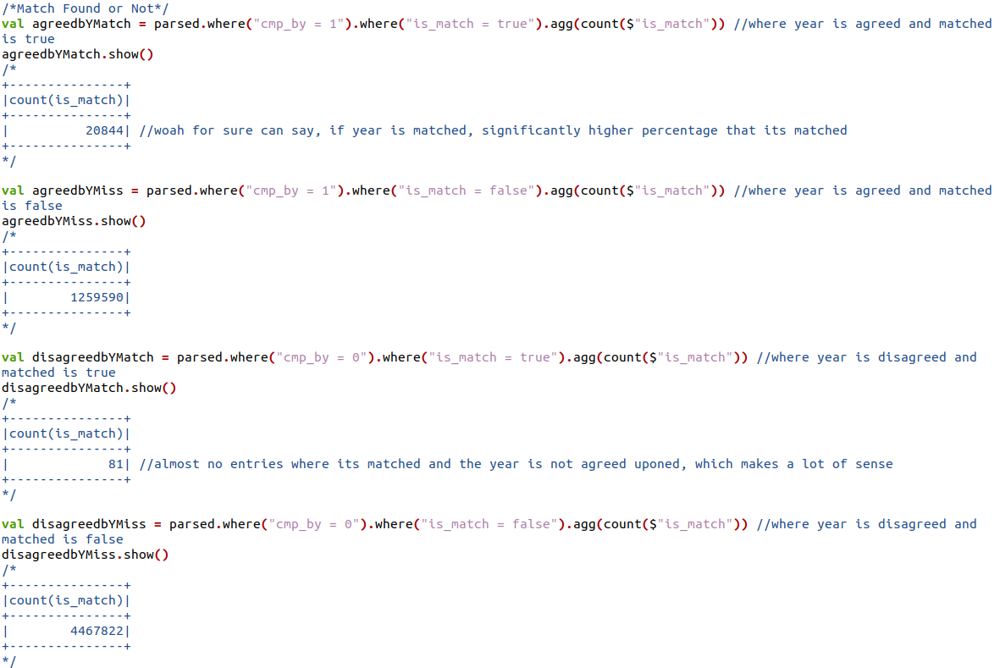 /*Match Found or Not*/
val agreedbYMatch = parsed.where("cmp_by = 1").where("is_match = true").agg(count($"is_match")) //where year is agreed and matched
is true
agreedbYMatch.show()
/*
+---------------+
|count(is_match)|
+---------------+
|          20844| //woah for sure can say, if year is matched, significantly higher percentage that its matched
+---------------+
*/

val agreedbYMiss = parsed.where("cmp_by = 1").where("is_match = false").agg(count($"is_match")) //where year is agreed and matched
is false
agreedbYMiss.show()
/*
+---------------+
|count(is_match)|
+---------------+
|        1259590|
+---------------+
*/

val disagreedbYMatch = parsed.where("cmp_by = 0").where("is_match = true").agg(count($"is_match")) //where year is disagreed and
matched is true
disagreedbYMatch.show()
/*
+---------------+
|count(is_match)|
+---------------+
|             81| //almost no entries where its matched and the year is not agreed uponed, which makes a lot of sense
+---------------+
*/

val disagreedbYMiss = parsed.where("cmp_by = 0").where("is_match = false").agg(count($"is_match")) //where year is disagreed and
matched is false
disagreedbYMiss.show()
/*
+---------------+
|count(is_match)|
+---------------+
|        4467822|
+---------------+
*/